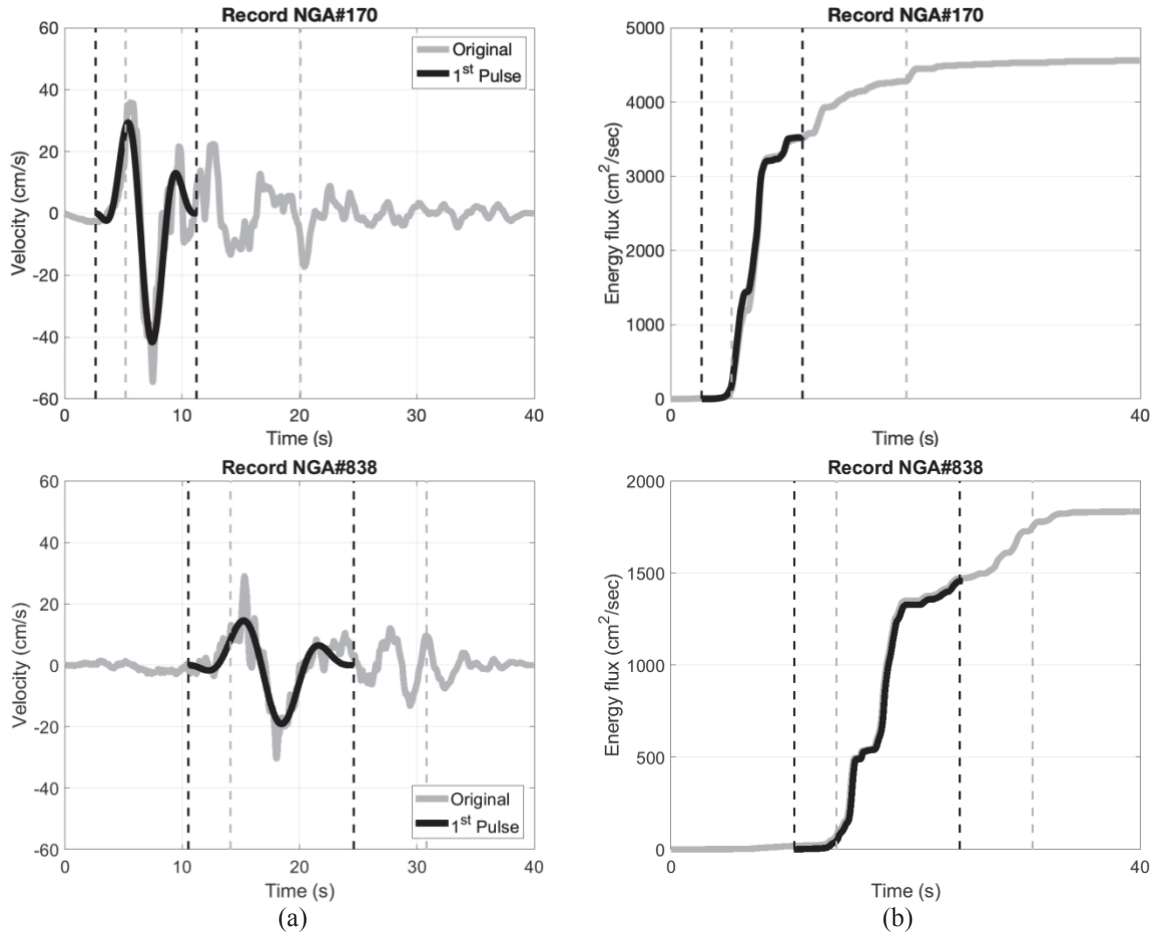 Record NGA#170
60
40
20
0
-20
-40
-60
Velocity (cm/s)
Original
1st Pulse
0
10
20
30
40
Time (s)
Record NGA#170
5000
4000
3000
2000
1000
0
Energy flux (cm2/sec)
0
40
Time (s)
Record NGA#838
60
40
20
0
-20
-40
-60
Velocity (cm/s)
Original
1st Pulse
0
10
20
30
40
Time (s)
(a)
Record NGA#838
2000
1500
1000
500
0
Energy flux (cm2/sec)
0
40
Time (s)
(b)